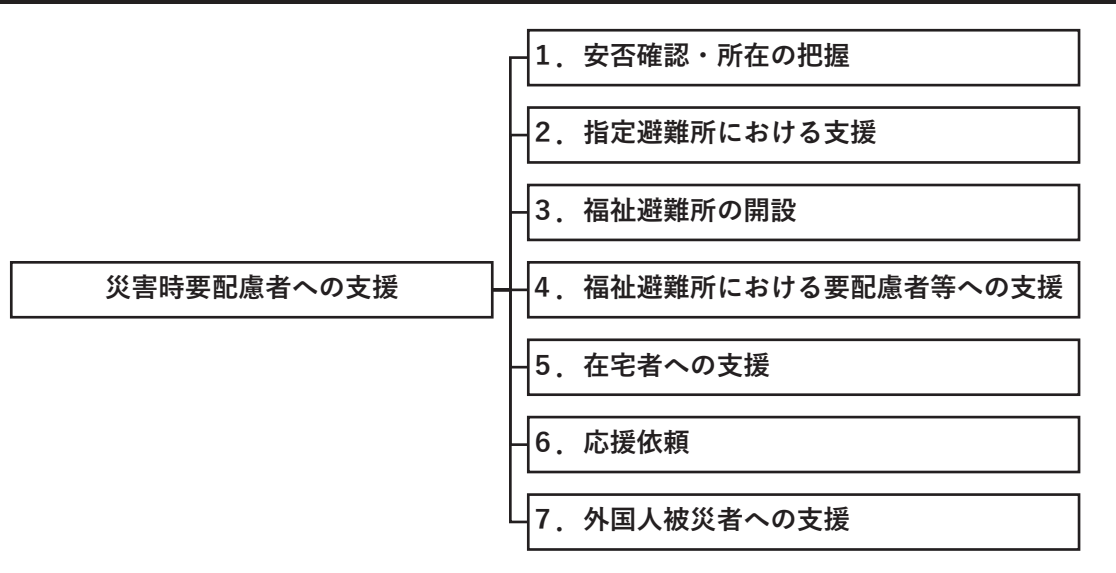 災害時要配慮者への支援
1．安否確認・所在の把握
2．指定避難所における支援
3．福祉避難所の開設
4．福祉避難所における要配慮者等への支援
5．在宅者への支援
6．応援依頼
7．外国人被災者への支援